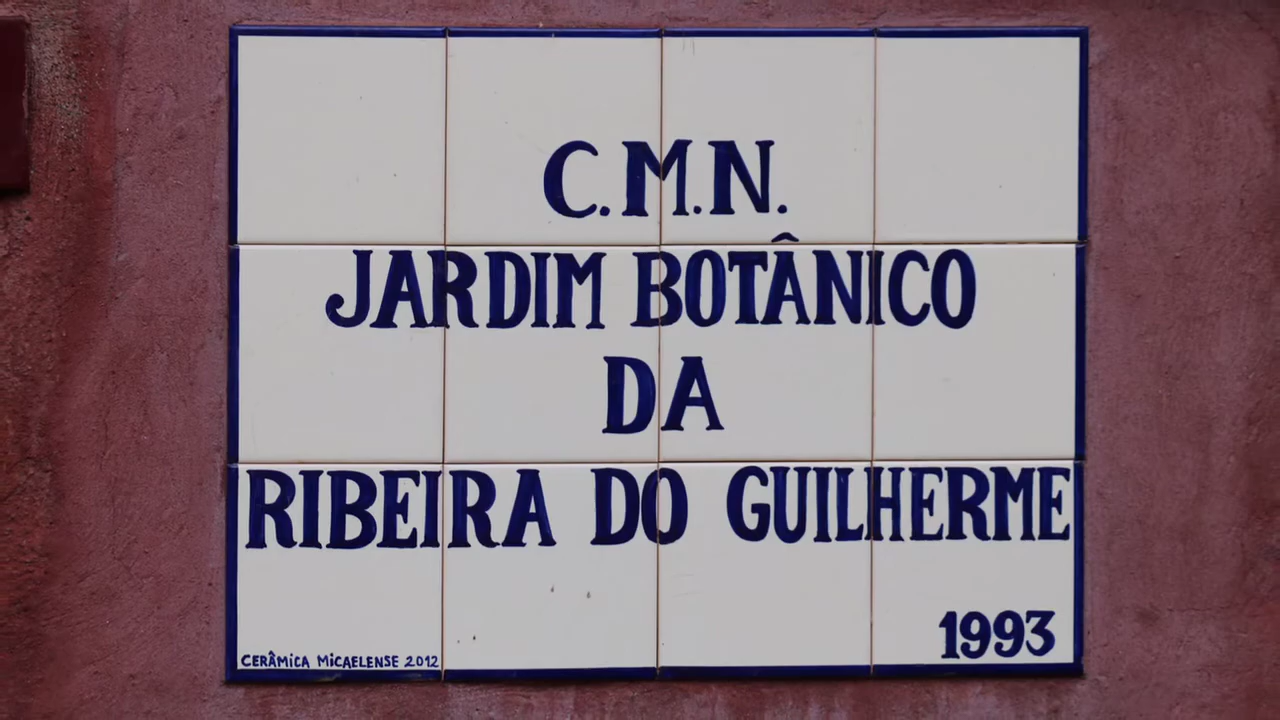 C.M.N.
JARDIM BOTÂNICO
DA
RIBEIRA DO GUILHERME
1993
CERÂMICA MICAELENSE 2012